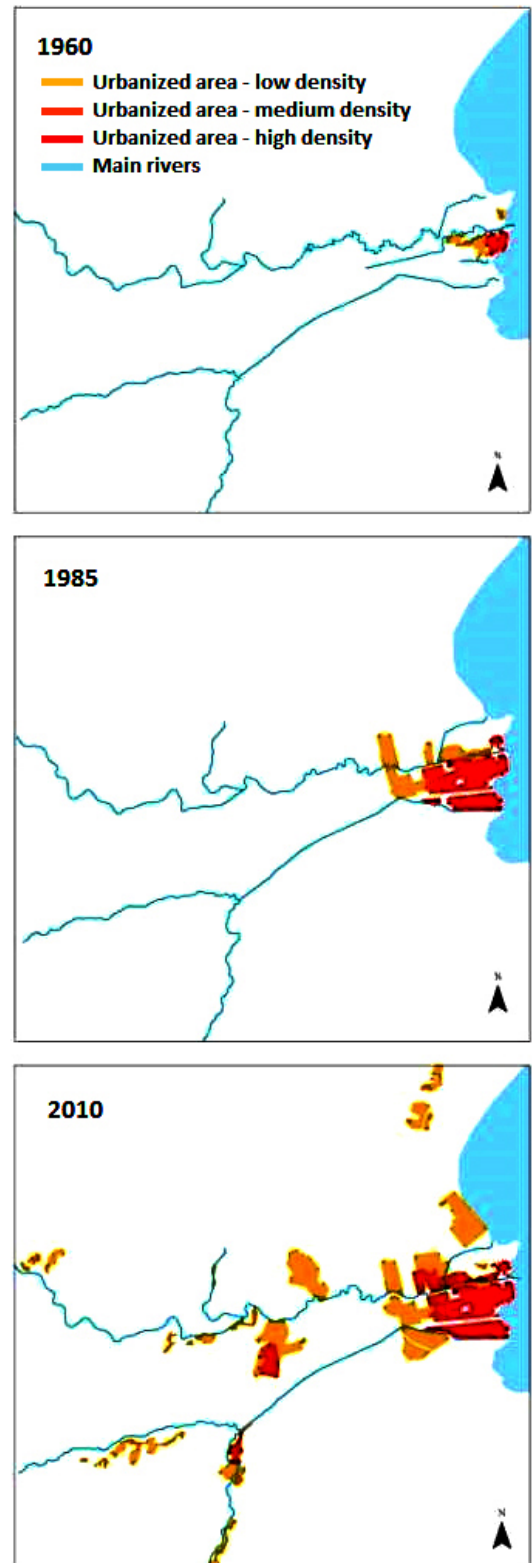 1960
Urbanized area - low density
Urbanized area - medium density
Urbanized area - high density
Main rivers
N
1985
N
2010
N